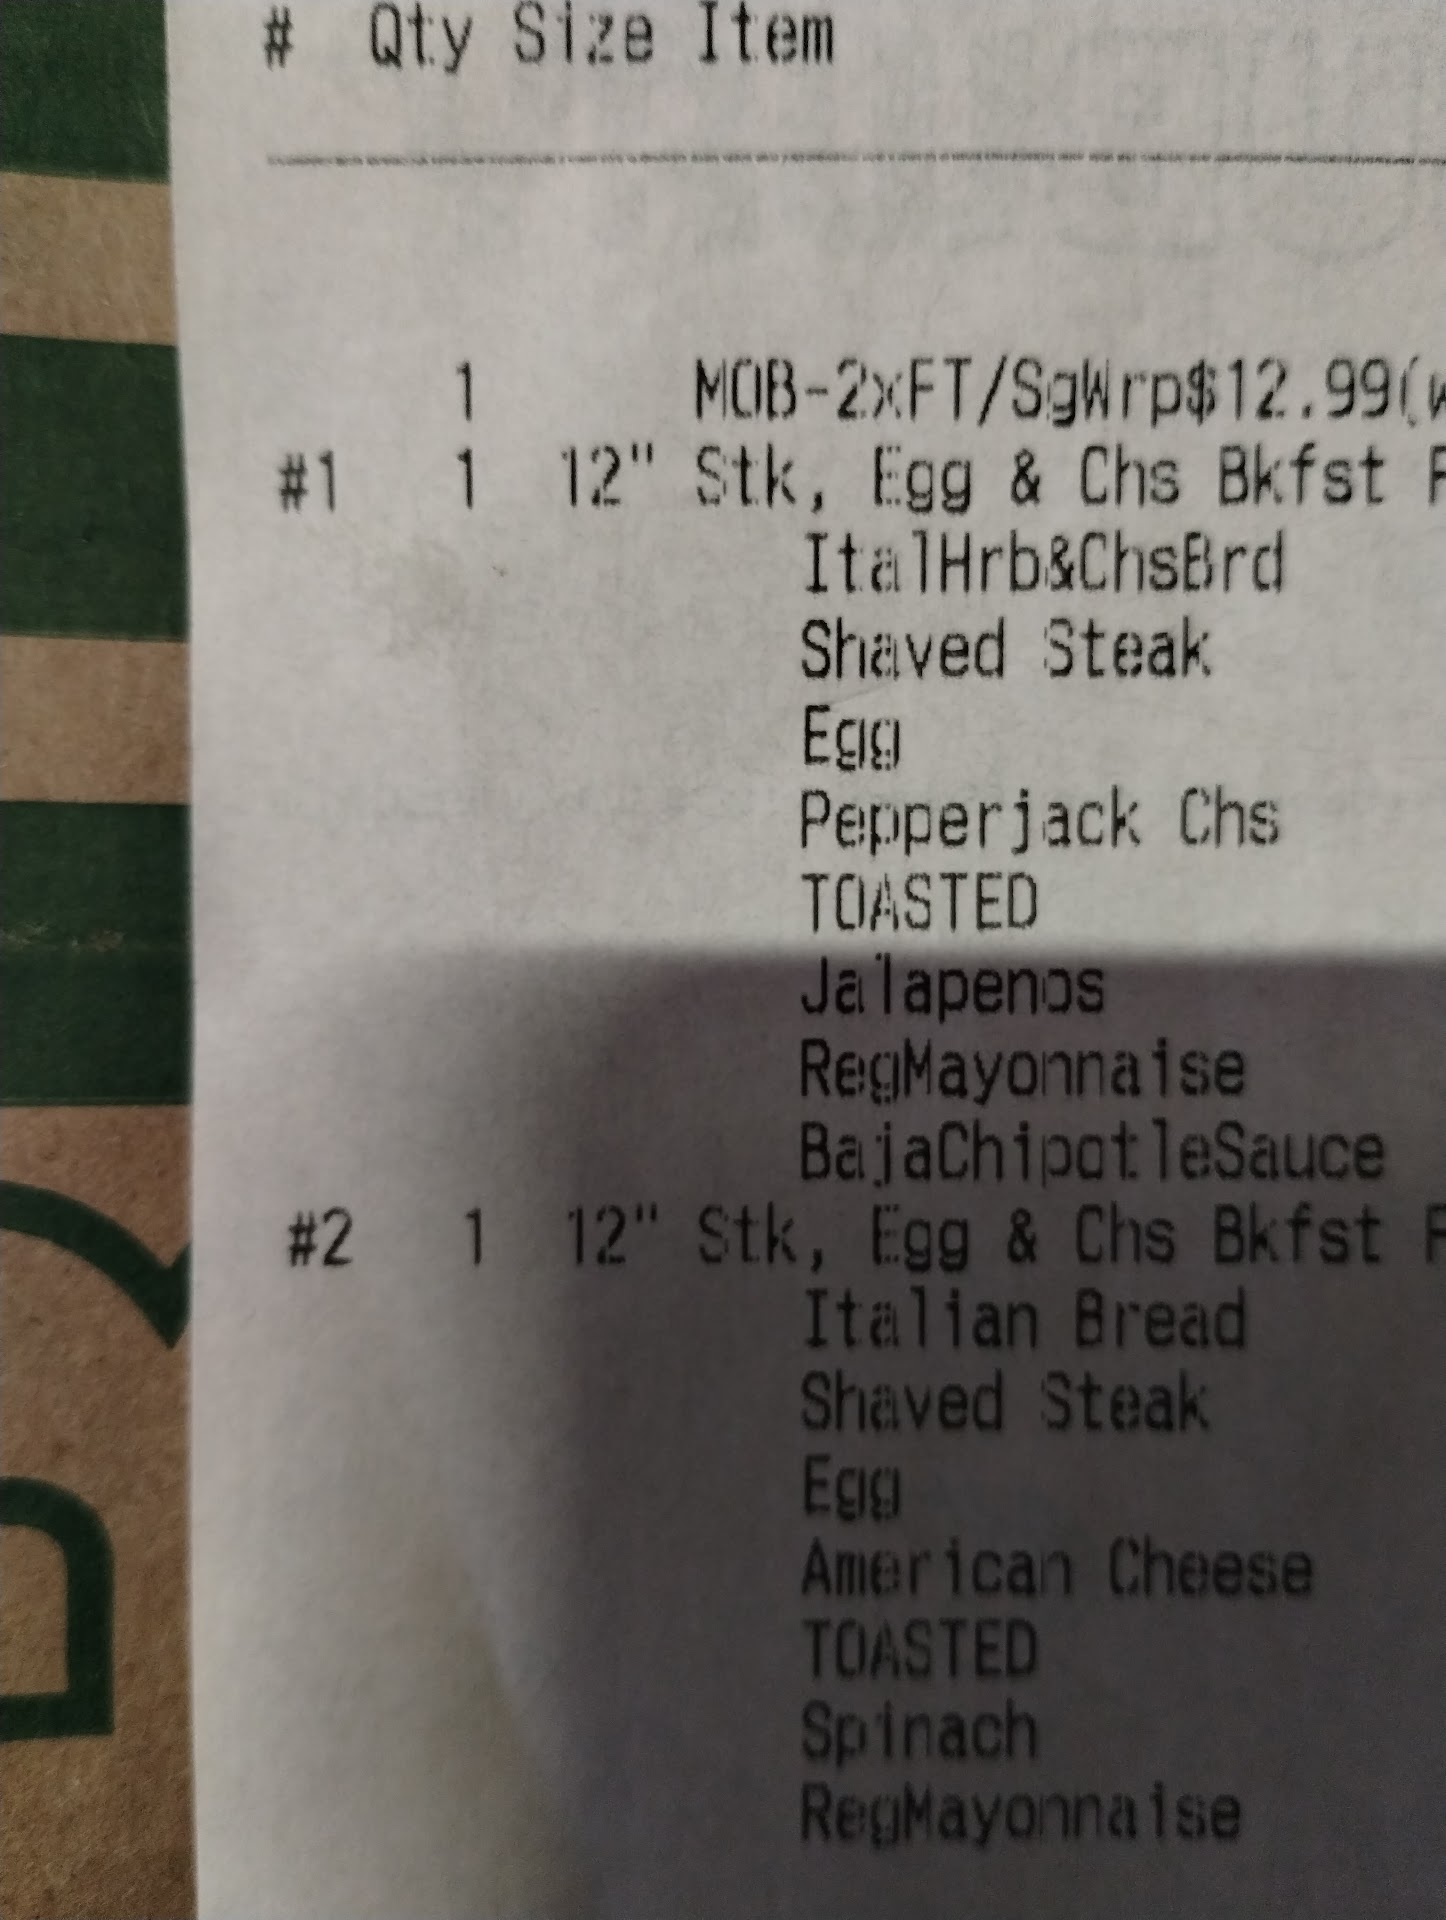 # Qty Size Item
1 MOB-2xFT/SgWrp$12.99(w
#1 1 12" Stk, Egg & Chs Bkfst F
ItalHrb&ChsBrd
Shaved Steak
Egg
Pepperjack Chs
TOASTED
Jalapenos
RegMayonnaise
BajaChipotleSauce
#2 1 12" Stk, Egg & Chs Bkfst F
Italian Bread
Shaved Steak
Egg
American Cheese
TOASTED
Spinach
RegMayonnaise